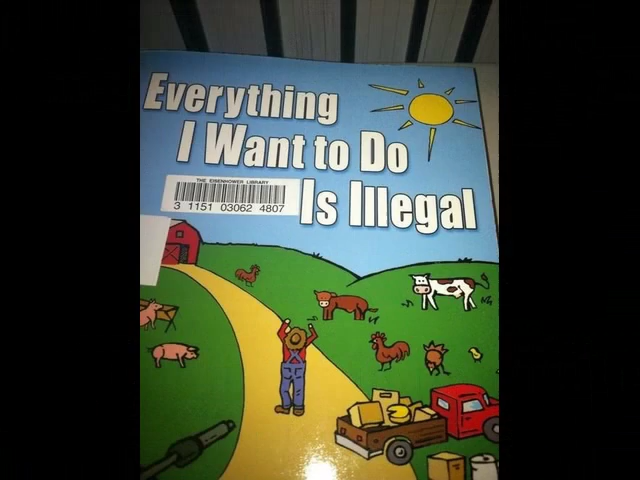 Everything
I Want to Do
THE EISENHOWER LIBRARY
3 1151 03062 4807
Is Illegal